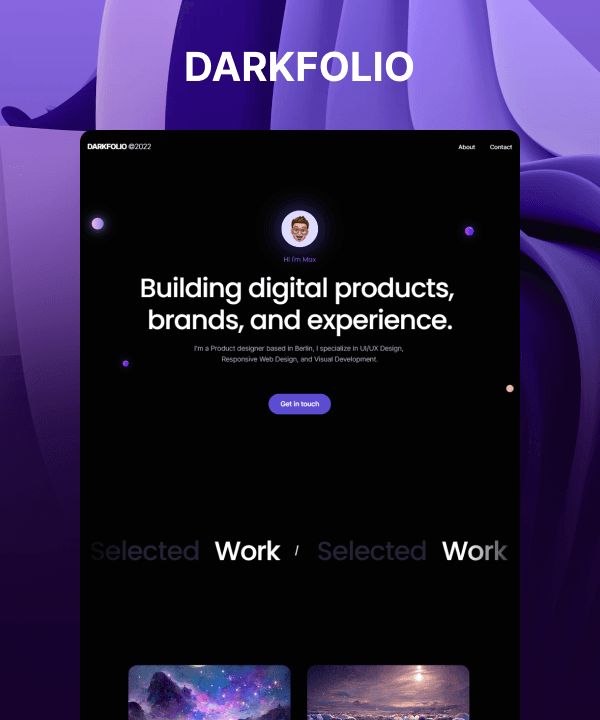 DARKFOLIO
DARKFOLIO ©2022 About Contact
Hi I'm Max
Building digital products,
brands, and experience.
I'm a Product designer based in Berlin, I specialize in UI/UX Design,
Responsive Web Design, and Visual Development.
Get in touch
Selected Work / Selected Work